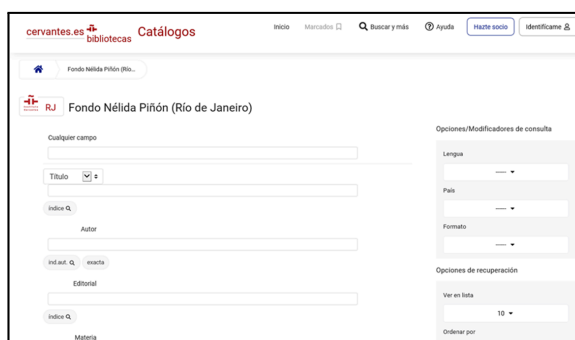 cervantes.es bibliotecas Catálogos
Inicio Marcados Buscar y más Ayuda Hazte socio Identifícame
Fondo Nélida Piñón (Río...
RJ Fondo Nélida Piñón (Río de Janeiro)
Cualquier campo
Título
índice
Autor
ind.aut. exacta
Editorial
índice
Materia
Opciones/Modificadores de consulta
Lengua
-----
País
-----
Formato
-----
Opciones de recuperación
Ver en lista
10
Ordenar por